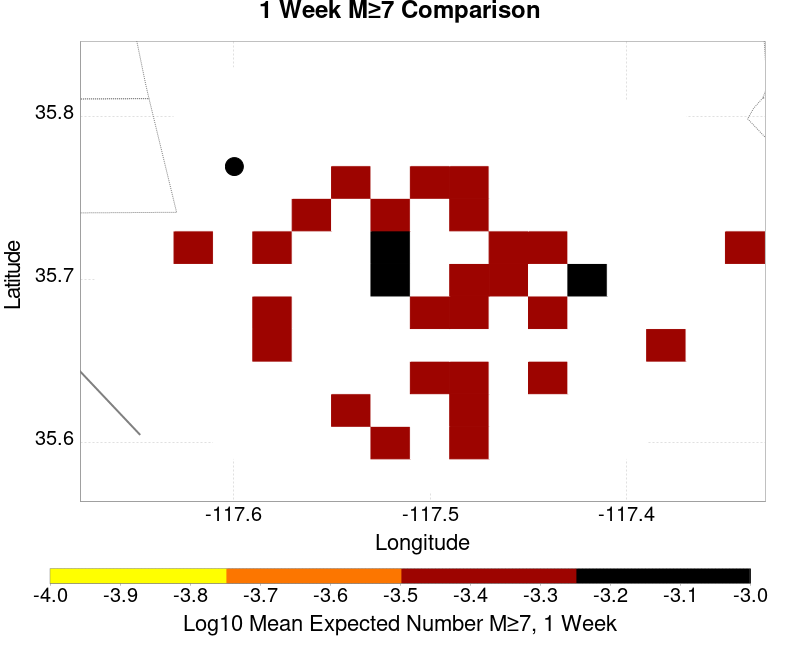 1 Week M≥7 Comparison
35.8
35.7
35.6
Latitude
-117.6 -117.5 -117.4
Longitude
-4.0 -3.9 -3.8 -3.7 -3.6 -3.5 -3.4 -3.3 -3.2 -3.1 -3.0
Log10 Mean Expected Number M≥7, 1 Week